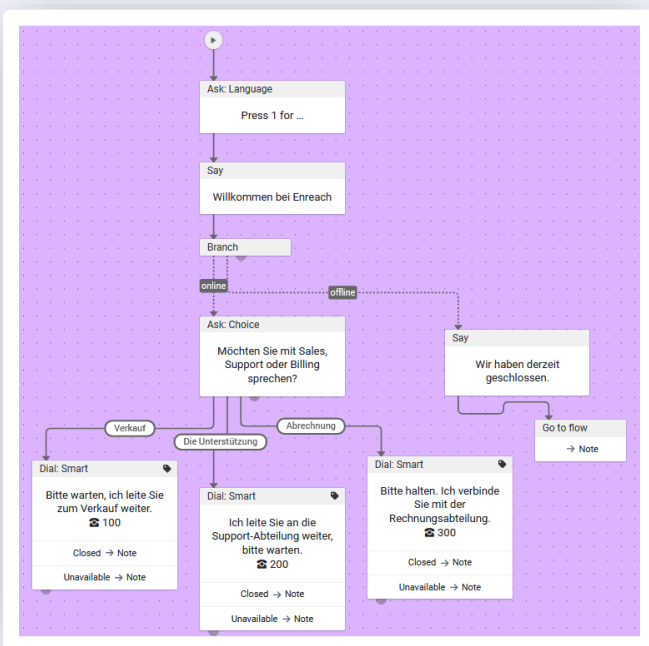 Ask: Language
Press 1 for ...
Say
Willkommen bei Enreach
Branch
online
offline
Ask: Choice
Möchten Sie mit Sales,
Support oder Billing
sprechen?
Say
Wir haben derzeit
geschlossen.
Go to flow
→ Note
Verkauf
Die Unterstützung
Abrechnung
Dial: Smart
Bitte warten, ich leite Sie
zum Verkauf weiter.
☎ 100
Closed → Note
Unavailable → Note
Dial: Smart
Ich leite Sie an die
Support-Abteilung weiter,
bitte warten.
☎ 200
Closed → Note
Unavailable → Note
Dial: Smart
Bitte halten. Ich verbinde
Sie mit der
Rechnungsabteilung.
☎ 300
Closed → Note
Unavailable → Note